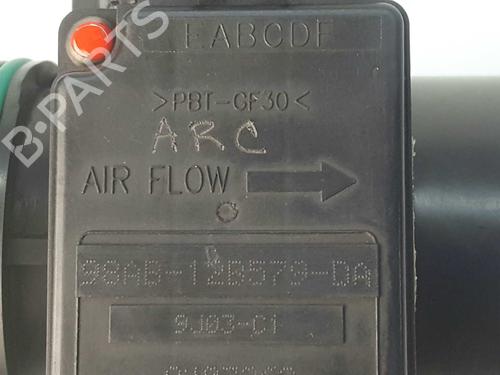 EABCDF
>PBT-GF30<
ARC
AIR FLOW
98AB-12B579-DA
9J03-C1
B-PARTS